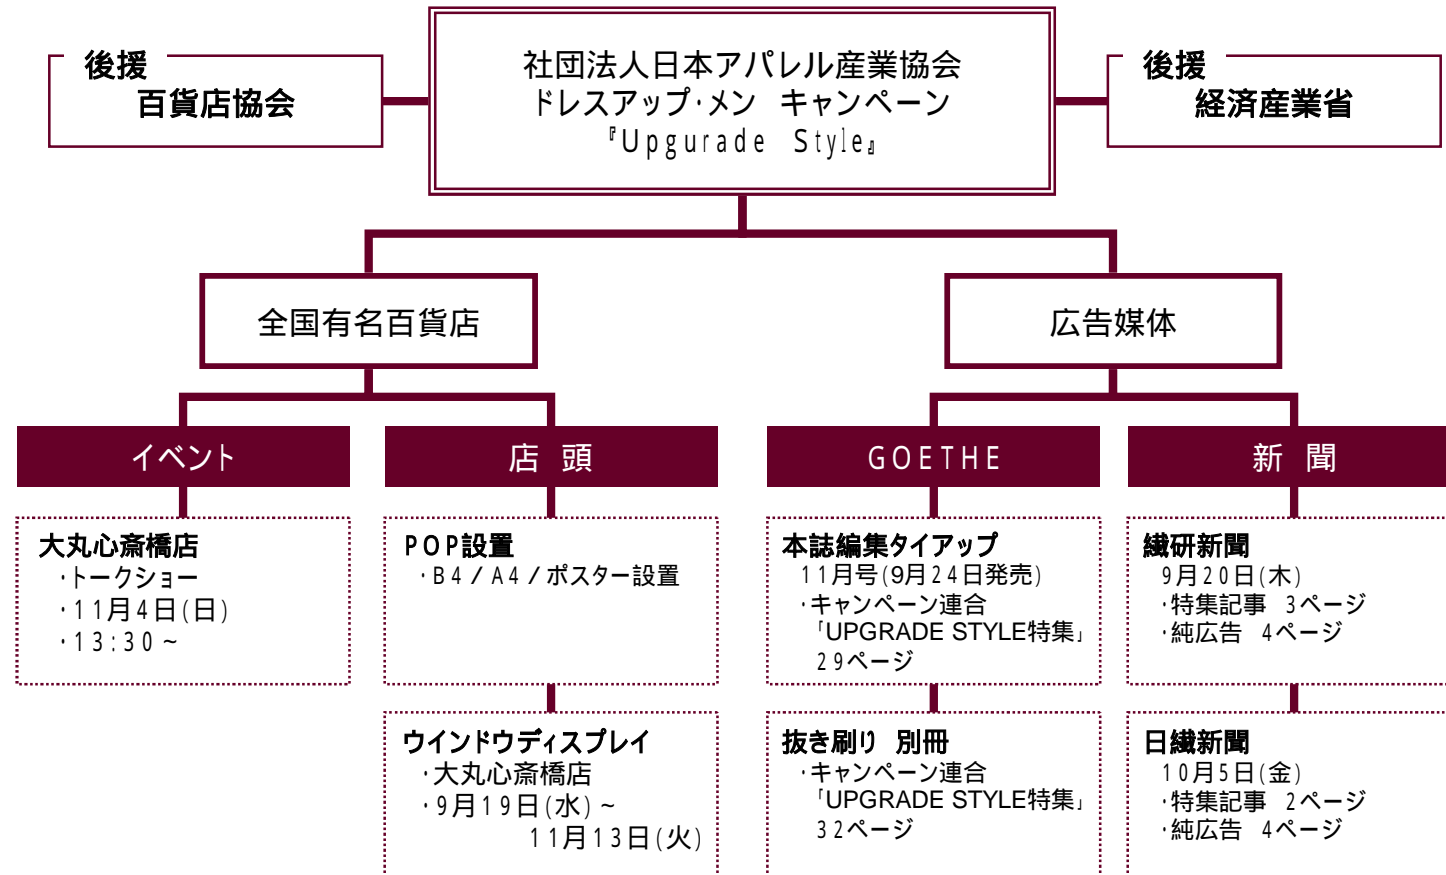 後援
百貨店協会
社団法人日本アパレル産業協会
ドレスアップ・メン キャンペーン
『Upgurade Style』
後援
経済産業省
全国有名百貨店
広告媒体
イベント
店 頭
GOETHE
新 聞
大丸心斎橋店
・トークショー
・11月4日(日)
・13:30~
POP設置
・B4/A4/ポスター設置
ウインドウディスプレイ
・大丸心斎橋店
・9月19日(水)~
11月13日(火)
本誌編集タイアップ
11月号(9月24日発売)
・キャンペーン連合
「UPGRADE STYLE特集」
29ページ
抜き刷り 別冊
・キャンペーン連合
「UPGRADE STYLE特集」
32ページ
繊研新聞
9月20日(木)
・特集記事 3ページ
・純広告 4ページ
日繊新聞
10月5日(金)
・特集記事 2ページ
・純広告 4ページ